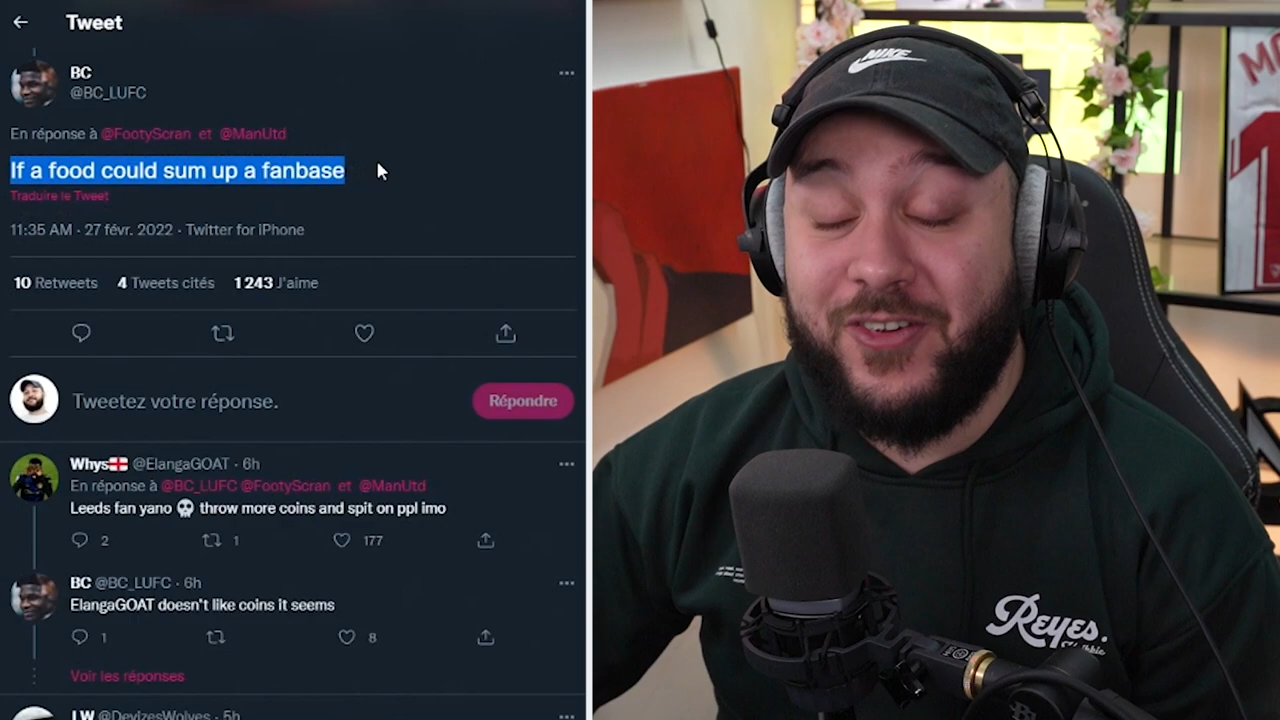 Tweet
BC
@BC_LUFC
En réponse à @FootyScran et @ManUtd
If a food could sum up a fanbase
Traduire le Tweet
11:35 AM · 27 févr. 2022 · Twitter for iPhone
10 Retweets 4 Tweets cités 1 243 J'aime
Tweetez votre réponse.
Répondre
Whys🏴󠁧󠁢󠁥󠁮󠁧󠁿 @ElangaGOAT · 6h
En réponse à @BC_LUFC @FootyScran et @ManUtd
Leeds fan yano 💀 throw more coins and spit on ppl imo
2 1 177
BC @BC_LUFC · 6h
ElangaGOAT doesn't like coins it seems
1 8
Voir les réponses
LW @DevizesWolves · 5h
NIKE
Reyes.